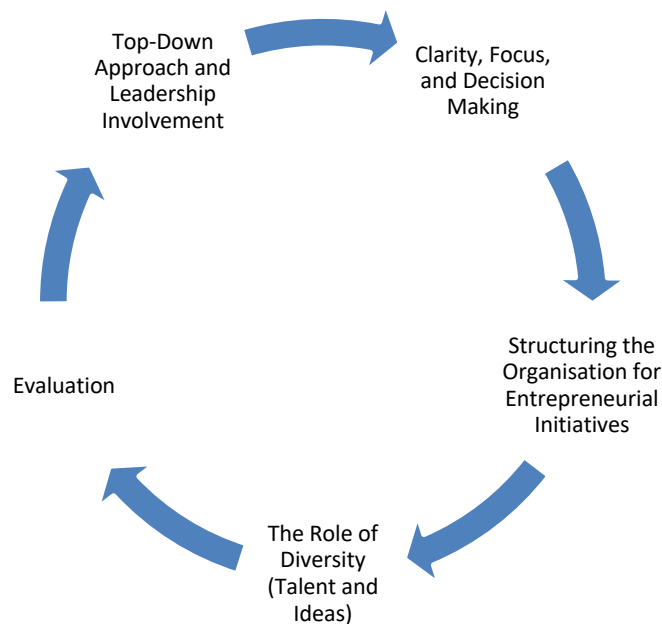 Top-Down
Approach and
Leadership
Involvement
Clarity, Focus,
and Decision
Making
Structuring the
Organisation for
Entrepreneurial
Initiatives
The Role of
Diversity
(Talent and
Ideas)
Evaluation